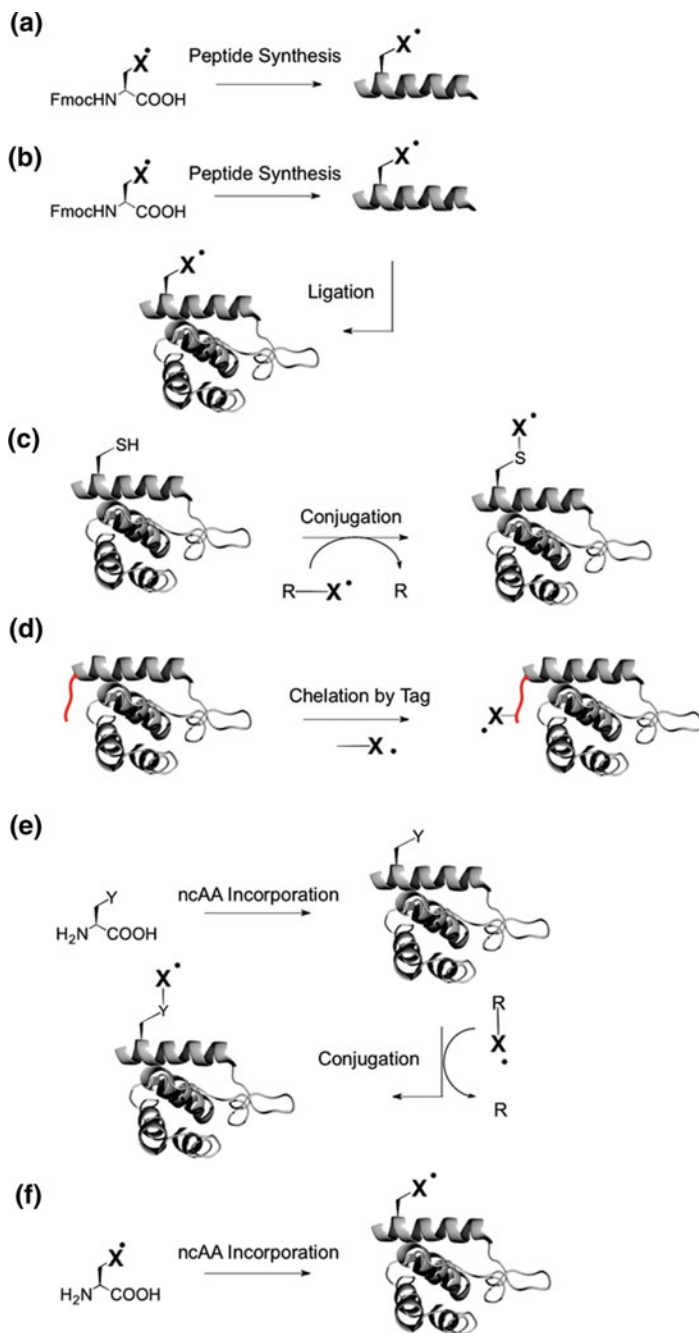 (a)
X•
FmocHN COOH
Peptide Synthesis
X•
(b)
X•
FmocHN COOH
Peptide Synthesis
X•
X•
Ligation
(c)
SH
Conjugation
R—X• R
X•
S
(d)
Chelation by Tag
—X•
•X—
(e)
Y
H₂N COOH
ncAA Incorporation
Y
X•
Y
Conjugation
R
X•
R
(f)
X•
H₂N COOH
ncAA Incorporation
X•